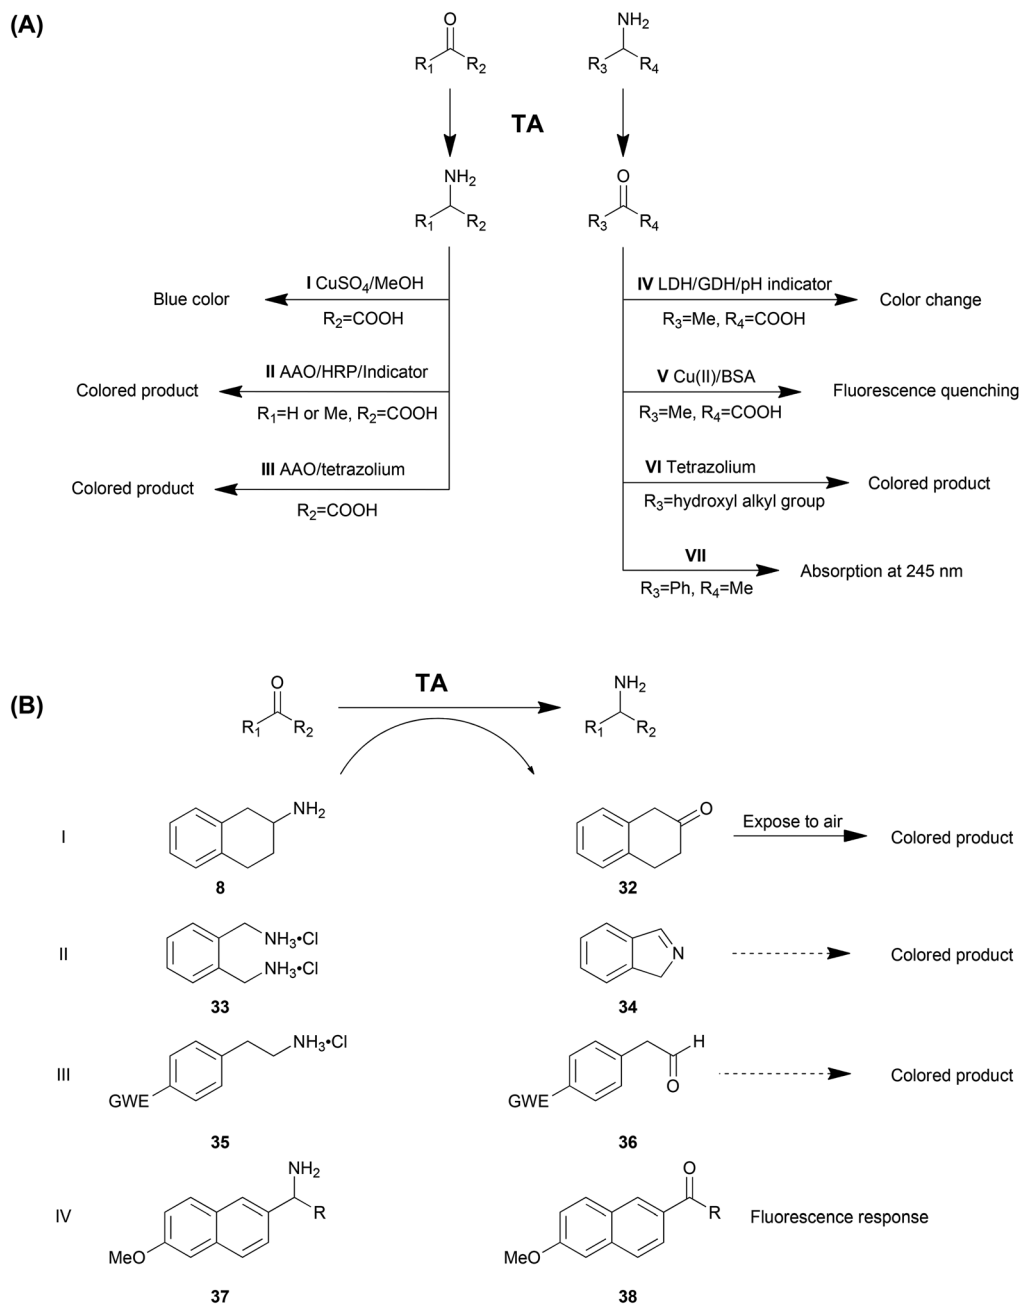 (A)
O
R1 R2
NH2
R3 R4
TA
NH2
R1 R2
O
R3 R4
I CuSO4/MeOH
Blue color
R2=COOH
IV LDH/GDH/pH indicator
Color change
R3=Me, R4=COOH
II AAO/HRP/Indicator
Colored product
R1=H or Me, R2=COOH
V Cu(II)/BSA
Fluorescence quenching
R3=Me, R4=COOH
III AAO/tetrazolium
Colored product
R2=COOH
VI Tetrazolium
Colored product
R3=hydroxyl alkyl group
VII
Absorption at 245 nm
R3=Ph, R4=Me
(B)
O
R1 R2
TA
NH2
R1 R2
I
NH2
8
O
32
Expose to air
Colored product
II
NH3•Cl
NH3•Cl
33
N
34
Colored product
III
NH3•Cl
GWE
35
H
O
GWE
36
Colored product
IV
NH2
R
MeO
37
O
R
MeO
38
Fluorescence response